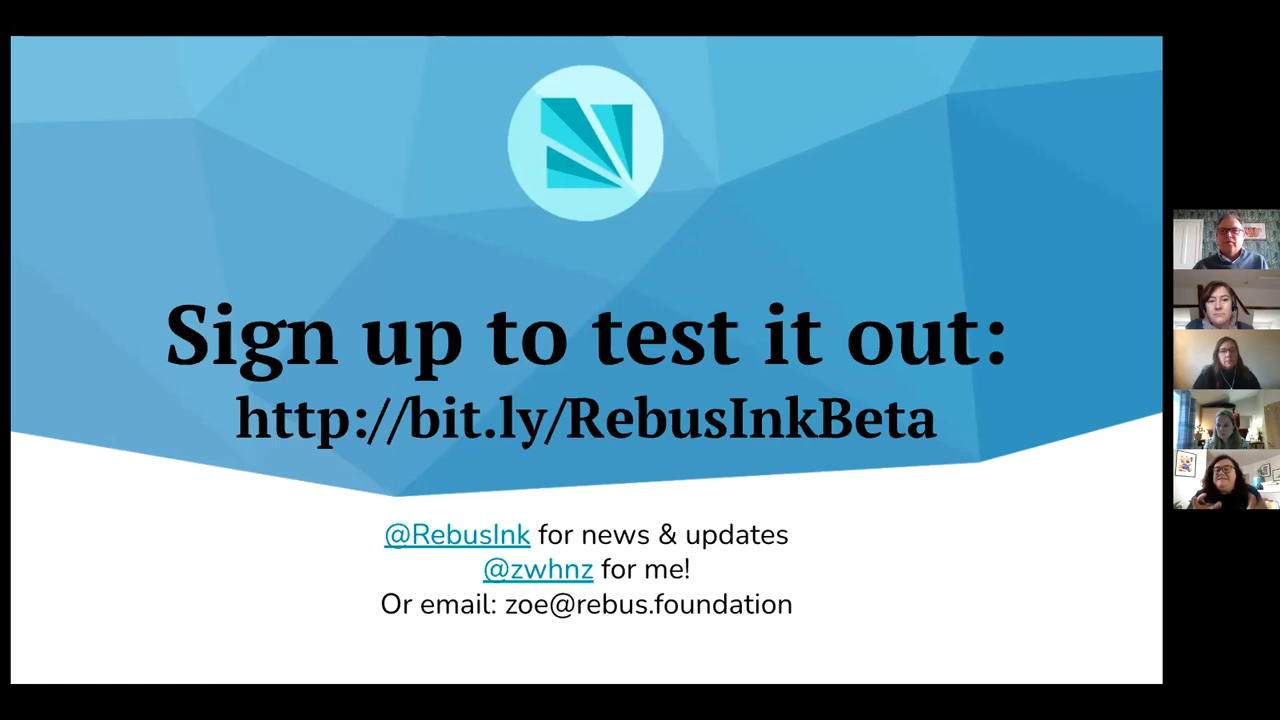 Sign up to test it out:
http://bit.ly/RebusInkBeta
@RebusInk for news & updates
@zwhnz for me!
Or email: zoe@rebus.foundation